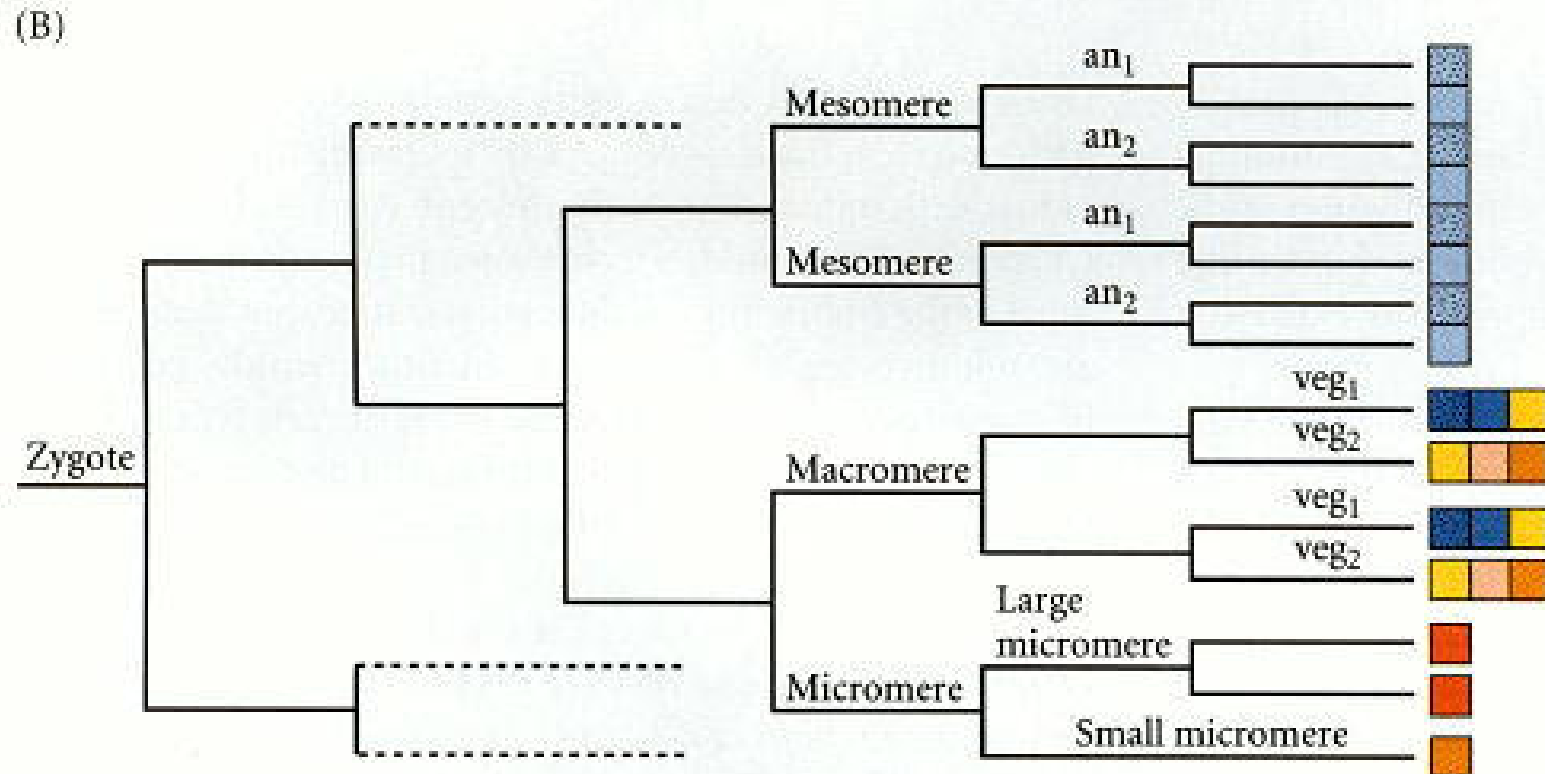 (B)
an₁
Mesomere
an₂
an₁
Mesomere
an₂
veg₁
veg₂
Zygote
Macromere
veg₁
veg₂
Large
micromere
Micromere
Small micromere